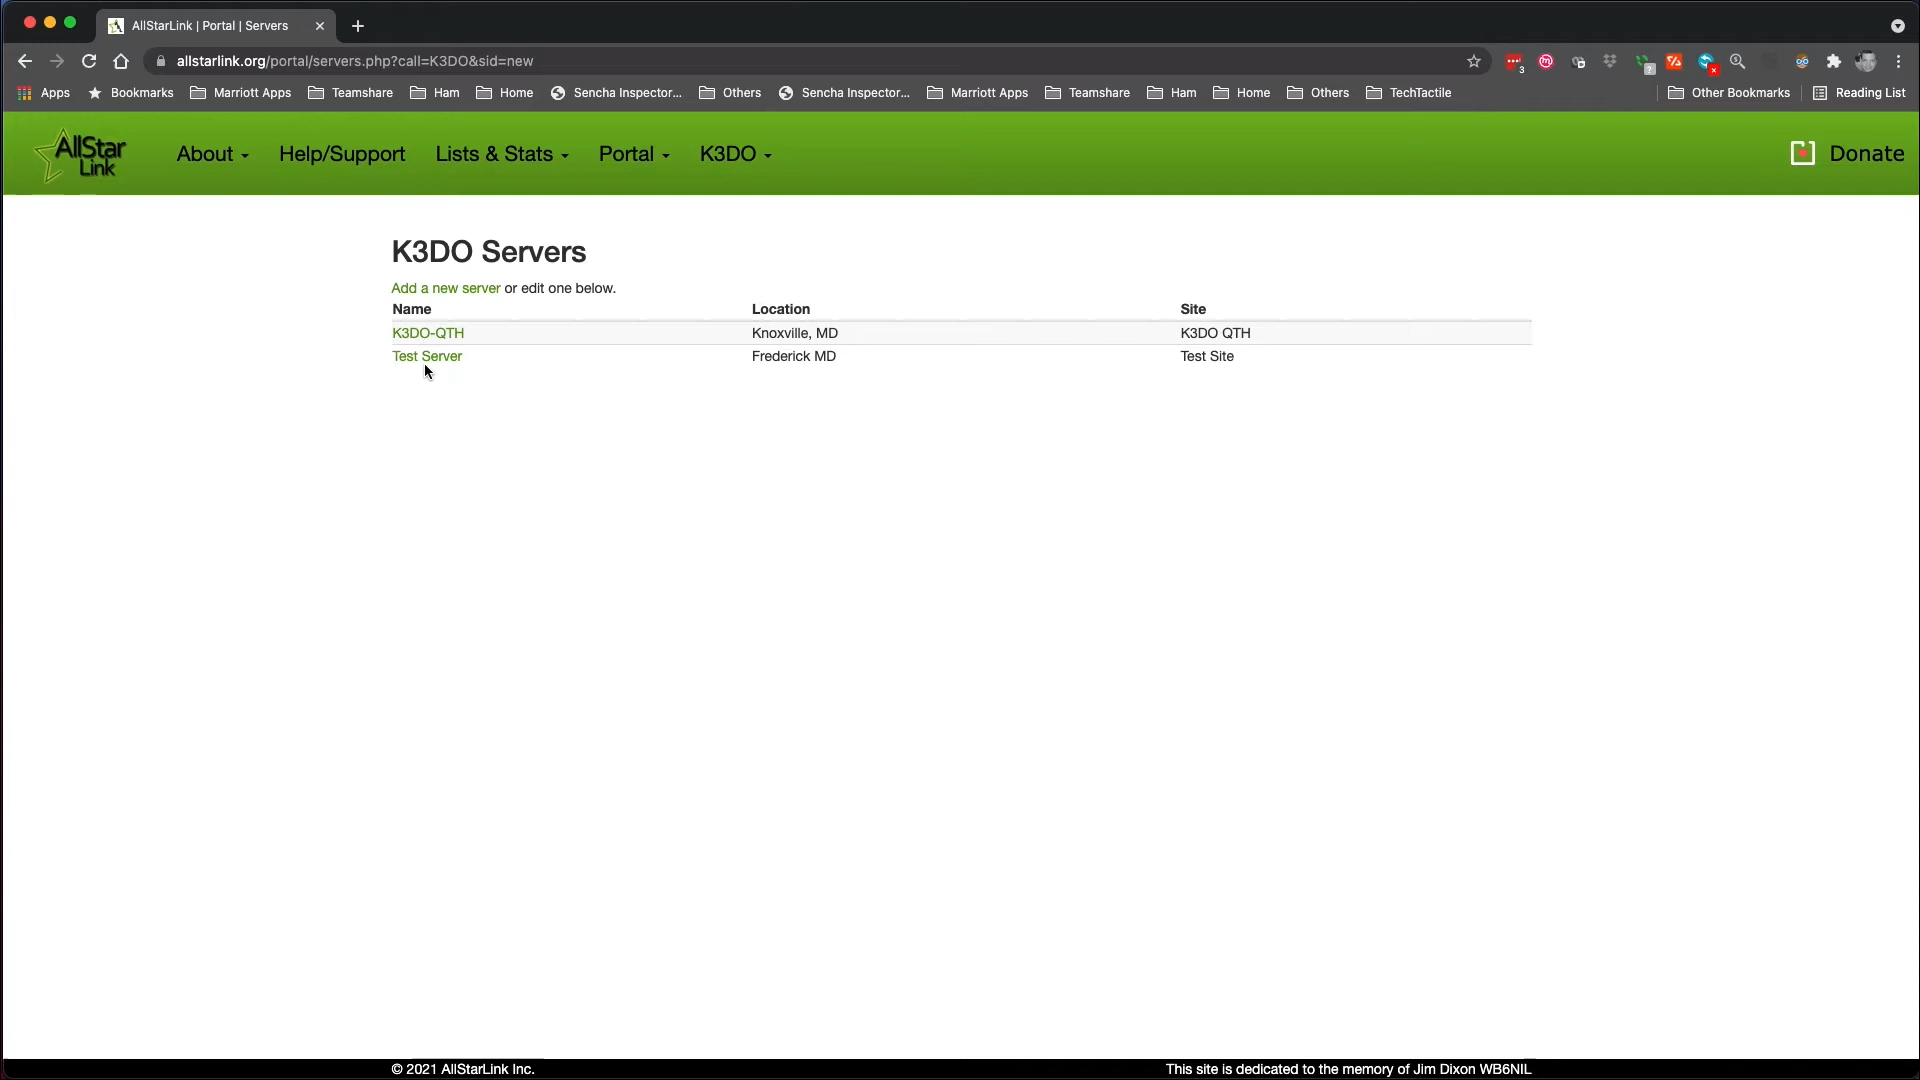 AllStarLink | Portal | Servers
allstarlink.org/portal/servers.php?call=K3DO&sid=new
3
?
x
Apps Bookmarks Marriott Apps Teamshare Ham Home Sencha Inspector... Others Sencha Inspector... Marriott Apps Teamshare Ham Home Others TechTactile Other Bookmarks Reading List
AllStar
Link
About Help/Support Lists & Stats Portal K3DO Donate
K3DO Servers
Add a new server or edit one below.
Name Location Site
K3DO-QTH Knoxville, MD K3DO QTH
Test Server Frederick MD Test Site
© 2021 AllStarLink Inc. This site is dedicated to the memory of Jim Dixon WB6NIL